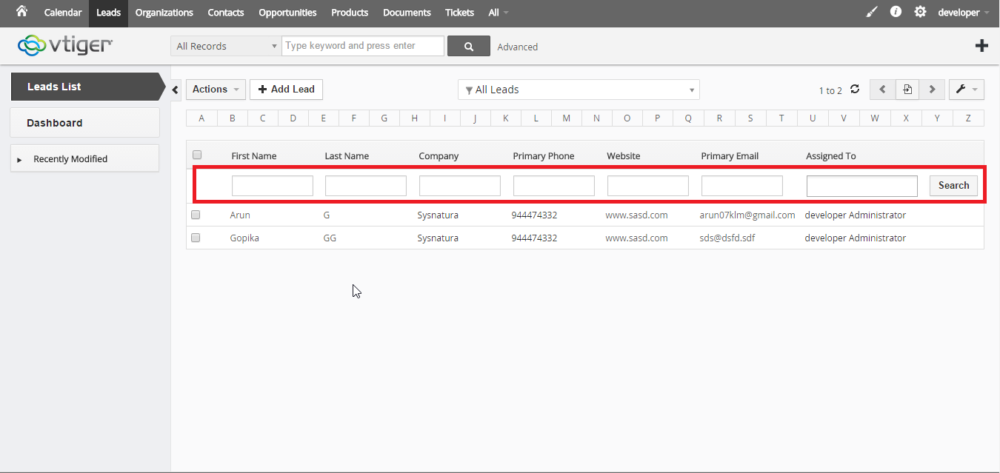 Calendar Leads Organizations Contacts Opportunities Products Documents Tickets All developer
vtiger All Records Type keyword and press enter Advanced
Leads List
Actions Add Lead All Leads 1 to 2
A B C D E F G H I J K L M N O P Q R S T U V W X Y Z
Dashboard
Recently Modified
First Name Last Name Company Primary Phone Website Primary Email Assigned To
Search
Arun G Sysnatura 944474332 www.sasd.com arun07klm@gmail.com developer Administrator
Gopika GG Sysnatura 944474332 www.sasd.com sds@dsfd.sdf developer Administrator